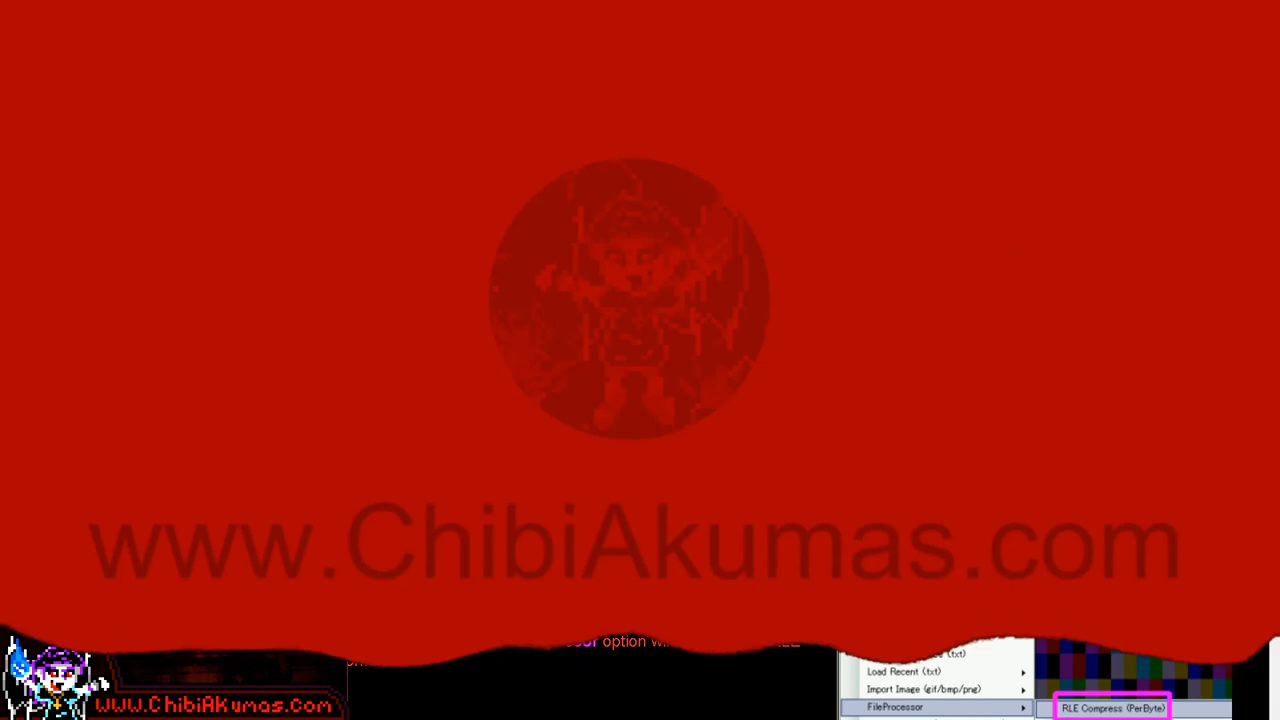 www.ChibiAkumas.com
option
(txt)
Load Recent (txt)
Import Image (gif/bmp/png)
FileProcessor
RLE Compress (PerByte)
www.ChibiAkumas.com